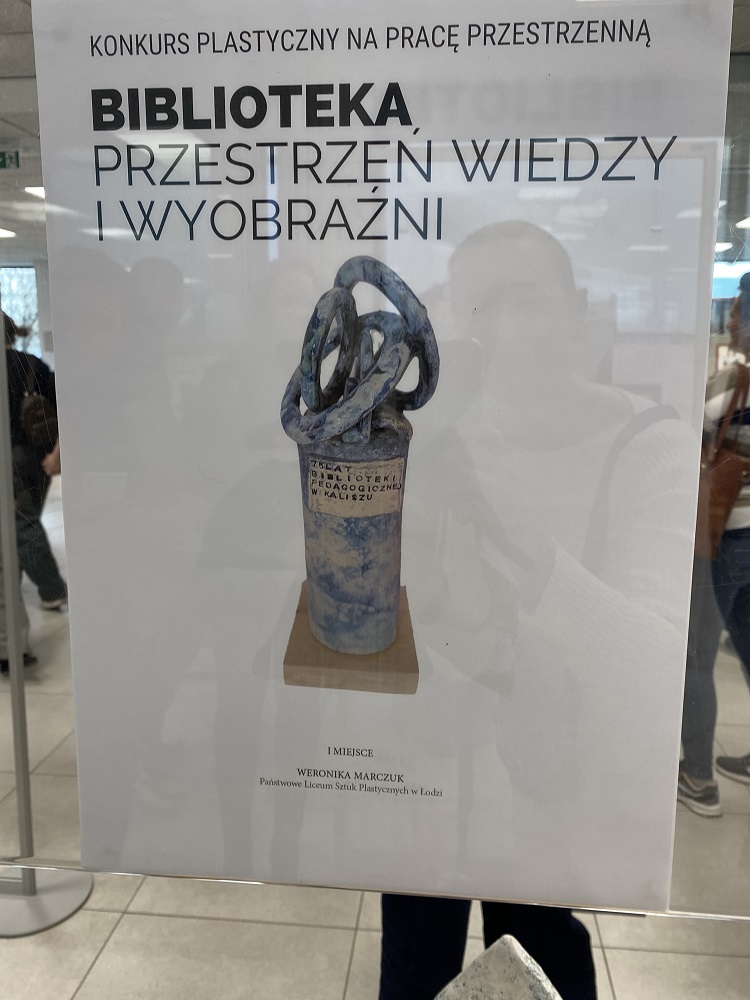 KONKURS PLASTYCZNY NA PRACĘ PRZESTRZENNĄ
BIBLIOTEKA,
PRZESTRZEŃ WIEDZY
I WYOBRAŹNI
75 LAT
BIBLIOTEKI
PEDAGOGICZNEJ
W KALISZU
I MIEJSCE
WERONIKA MARCZUK
Państwowe Liceum Sztuk Plastycznych w Łodzi